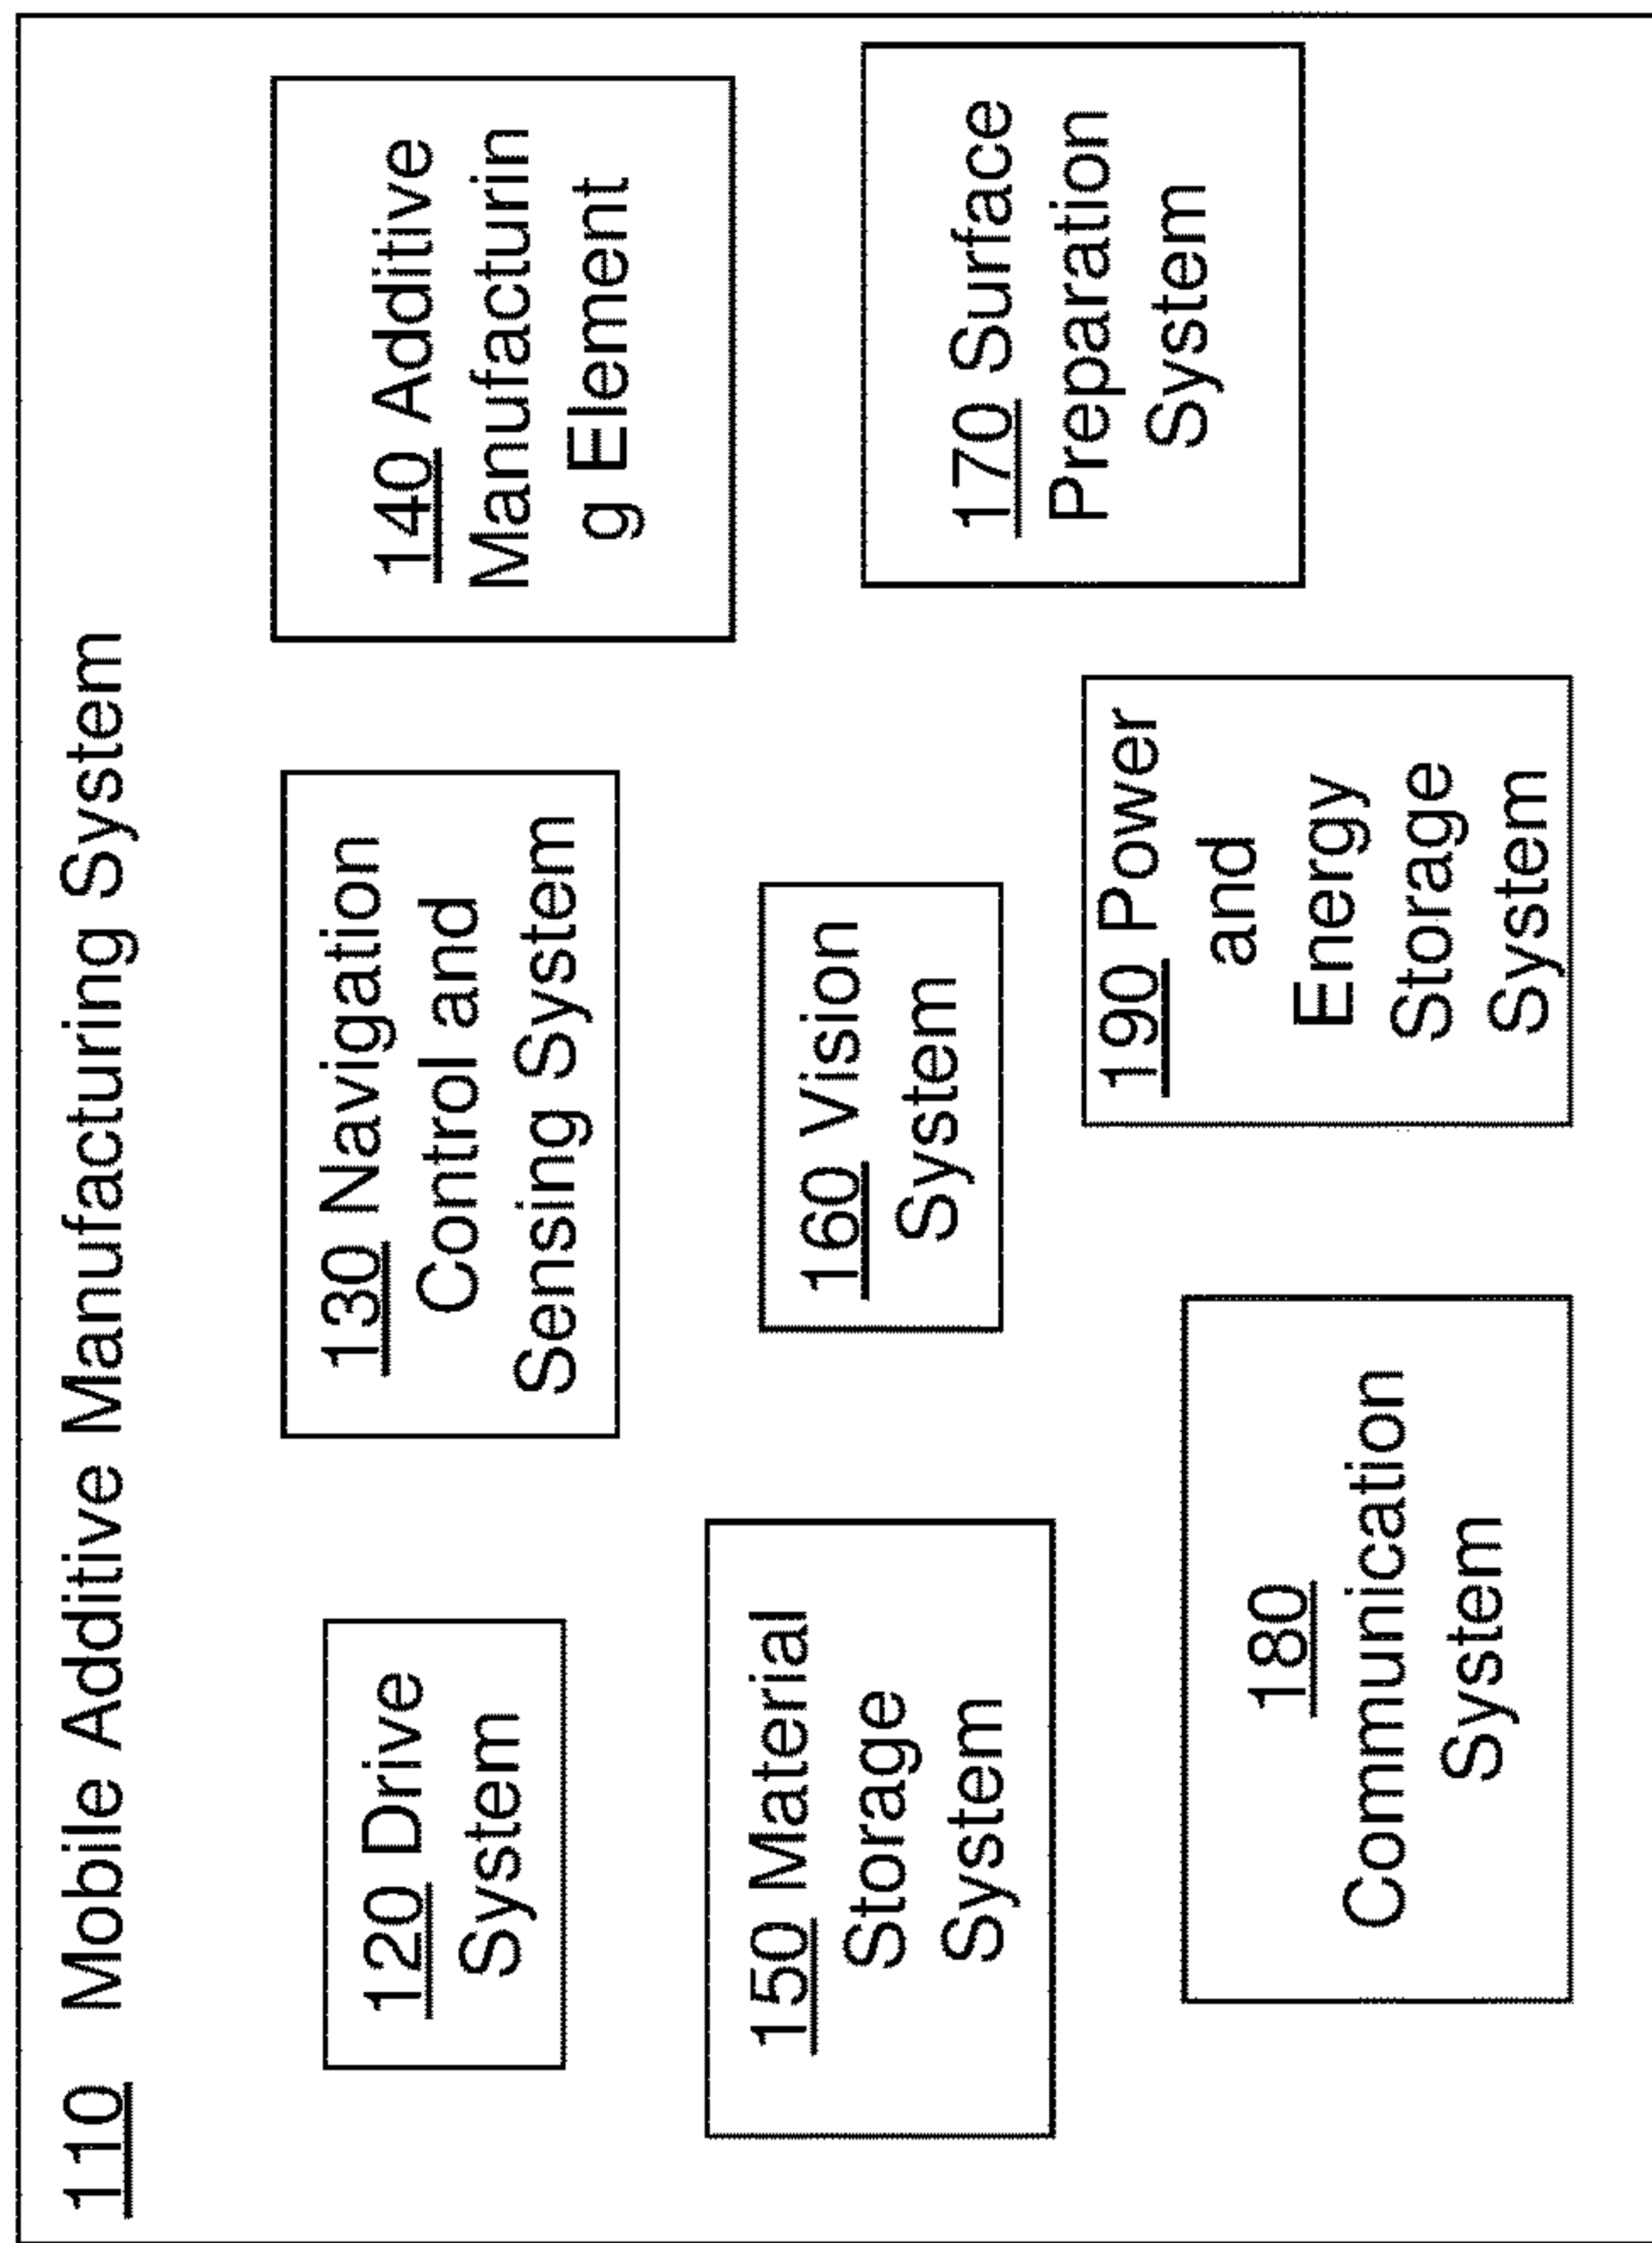 110 Mobile Additive Manufacturing System
120 Drive
System
130 Navigation
Control and
Sensing System
140 Additive
Manufacturin
g Element
150 Material
Storage
System
160 Vision
System
170 Surface
Preparation
System
180
Communication
System
190 Power
and
Energy
Storage
System